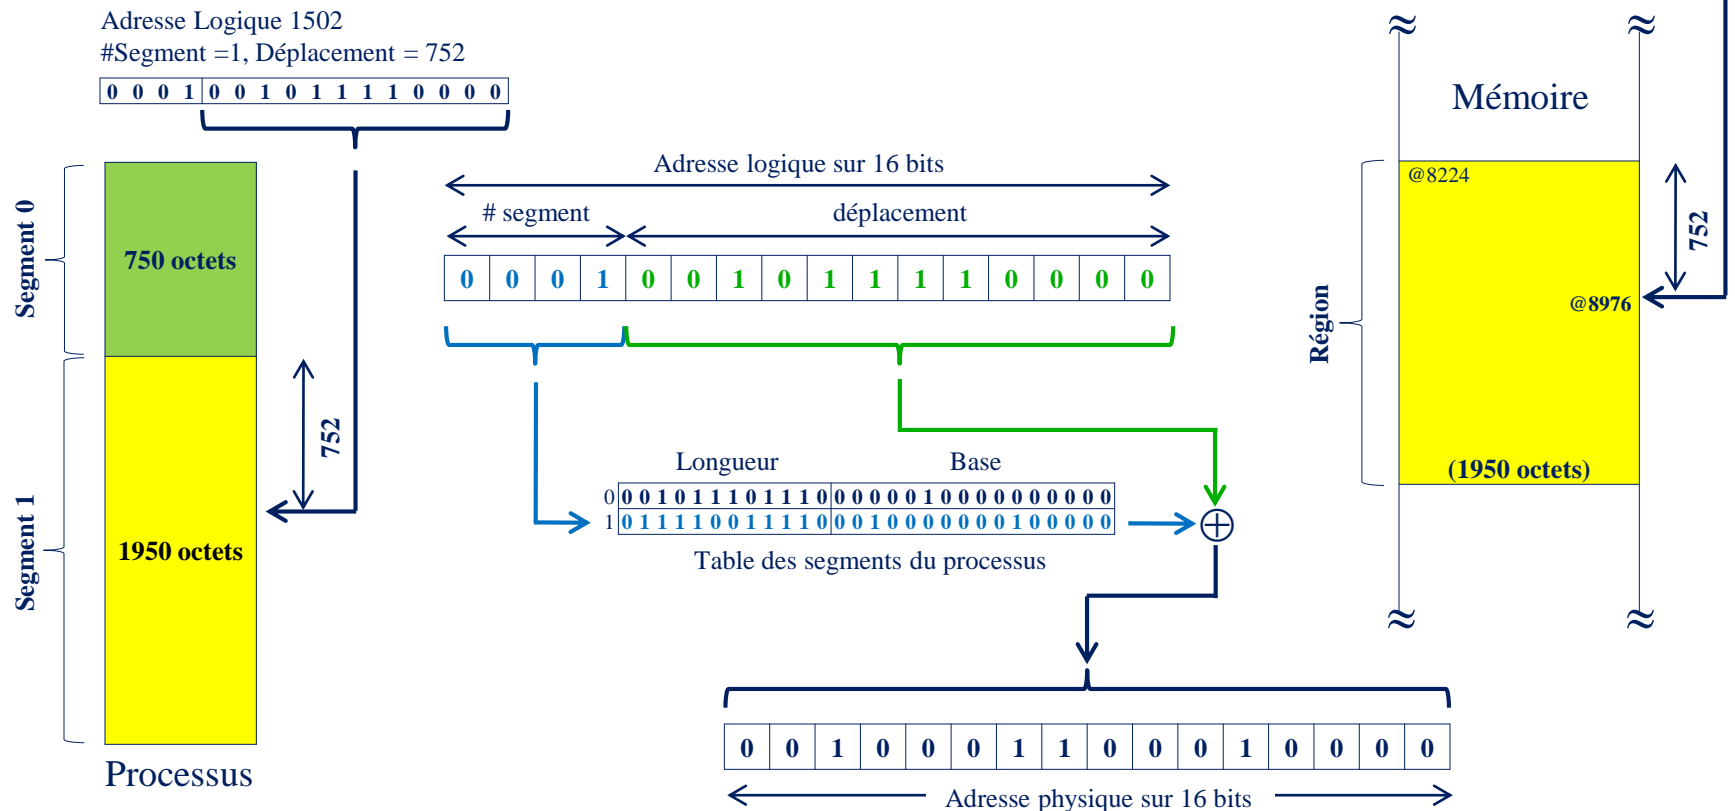 Adresse Logique 1502
#Segment =1, Déplacement = 752
0 0 0 1 0 0 1 0 1 1 1 1 0 0 0 0
Segment 0
750 octets
Segment 1
752
1950 octets
Processus
Adresse logique sur 16 bits
# segment déplacement
0 0 0 1 0 0 1 0 1 1 1 1 0 0 0 0
Longueur Base
0 0 0 1 0 1 1 1 0 1 1 1 0 0 0 0 0 0 1 0 0 0 0 0 0 0 0 0 0
1 0 1 1 1 1 0 0 1 1 1 1 0 0 0 1 0 0 0 0 0 0 0 1 0 0 0 0 0
Table des segments du processus
0 0 1 0 0 0 1 1 0 0 0 1 0 0 0 0
Adresse physique sur 16 bits
Mémoire
@8224
752
@8976
Région
(1950 octets)